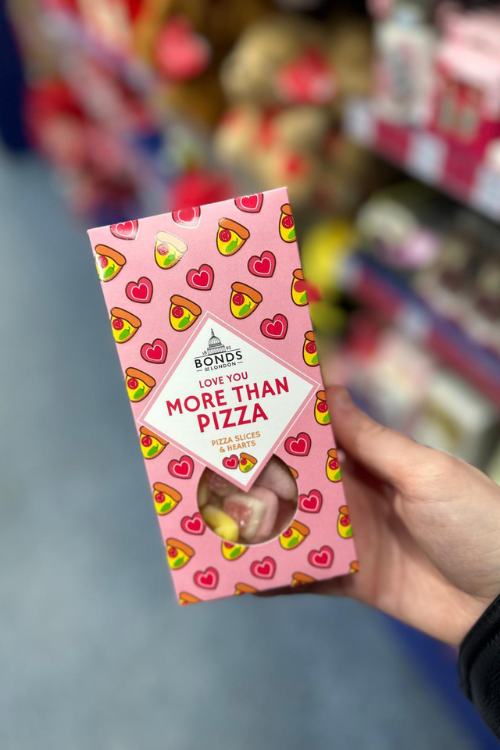 BONDS
OF LONDON
LOVE YOU
MORE THAN
PIZZA
PIZZA SLICES
& HEARTS